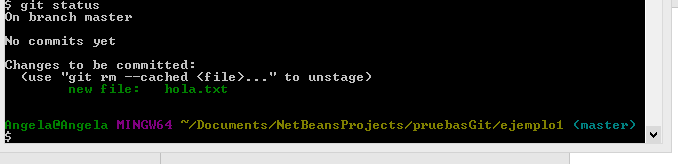 $ git status
On branch master
No commits yet
Changes to be committed:
  (use "git rm --cached <file>..." to unstage)
        new file:   hola.txt
Angela@Angela MINGW64 ~/Documents/NetBeansProjects/pruebasGit/ejemplo1 (master)
$